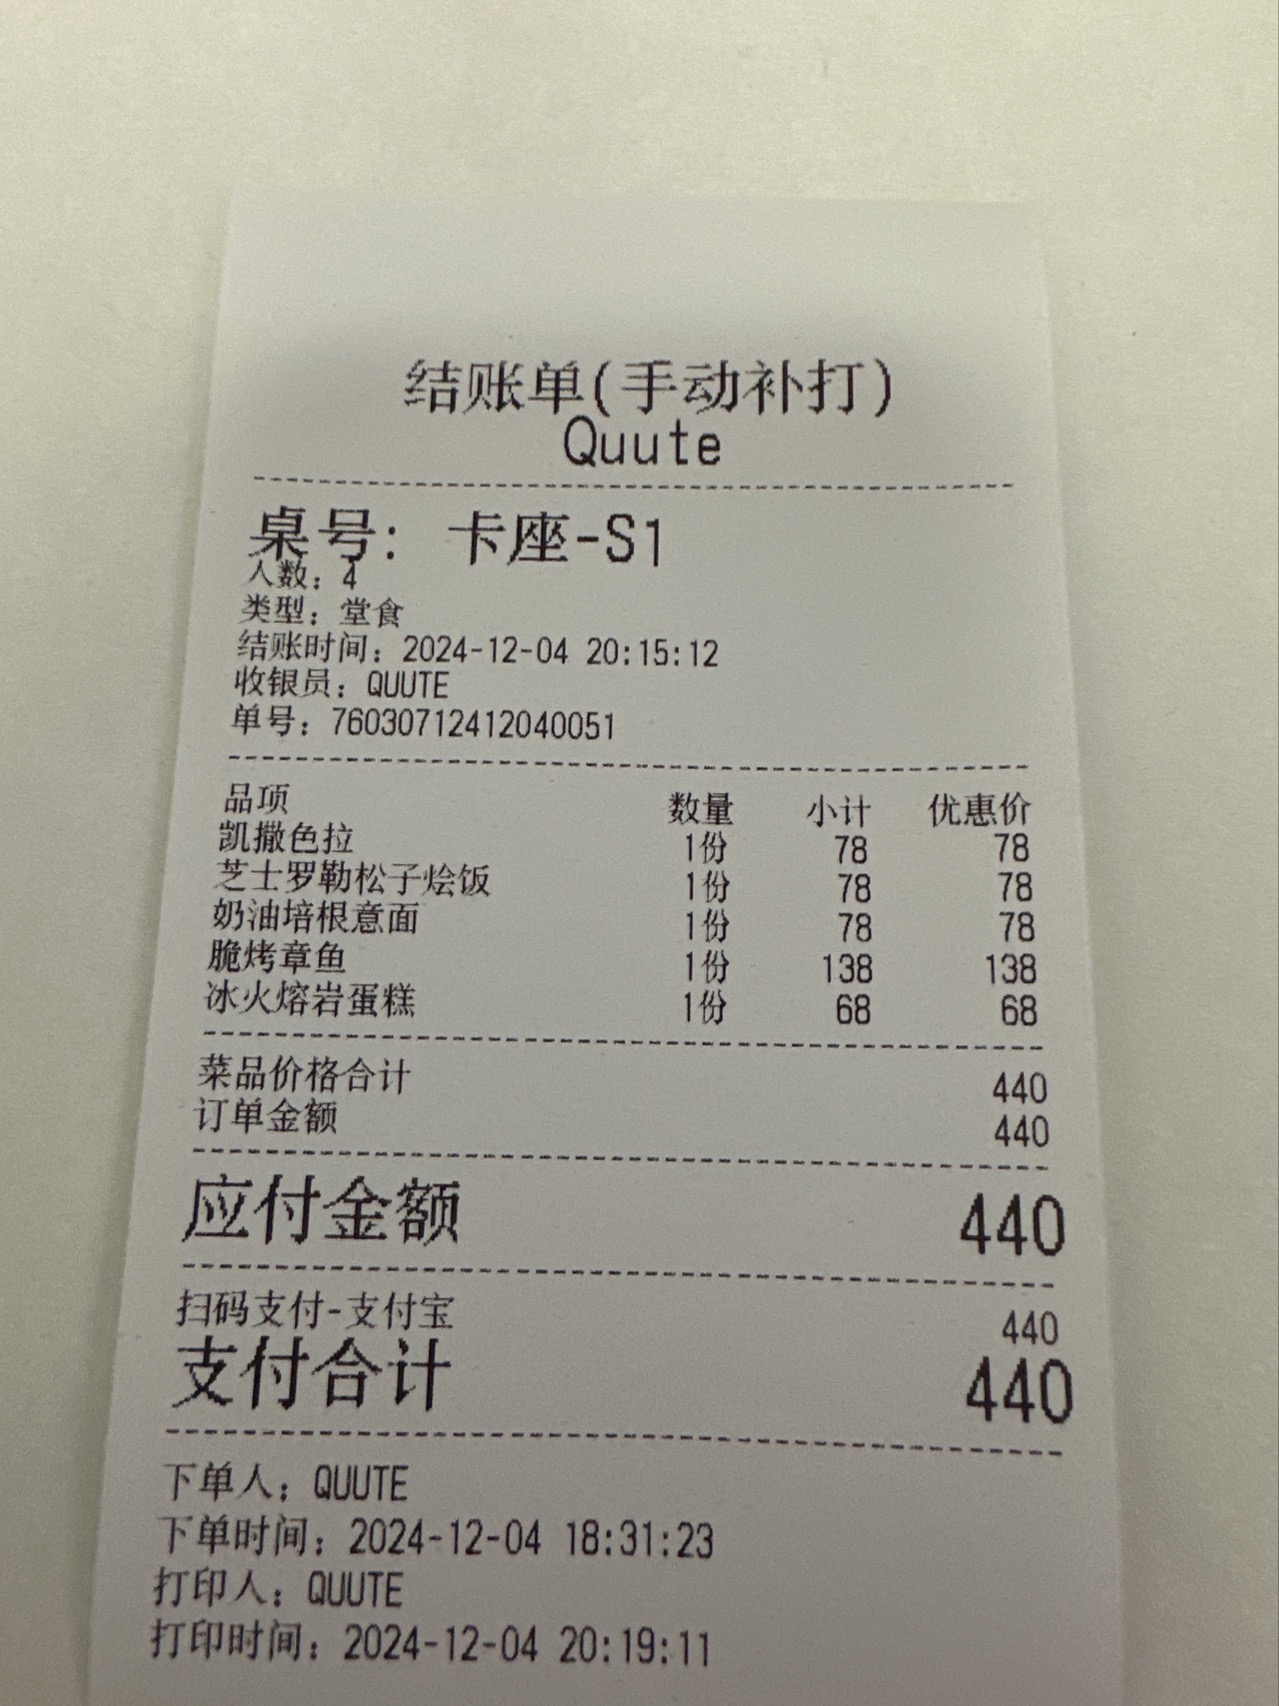 结账单(手动补打)
Quute
桌号: 卡座-S1
人数: 4
类型: 堂食
结账时间: 2024-12-04 20:15:12
收银员: QUUTE
单号: 76030712412040051
品项 数量 小计 优惠价
凯撒色拉 1份 78 78
芝士罗勒松子烩饭 1份 78 78
奶油培根意面 1份 78 78
脆烤章鱼 1份 138 138
冰火熔岩蛋糕 1份 68 68
菜品价格合计 440
订单金额 440
应付金额 440
扫码支付-支付宝 440
支付合计 440
下单人: QUUTE
下单时间: 2024-12-04 18:31:23
打印人: QUUTE
打印时间: 2024-12-04 20:19:11